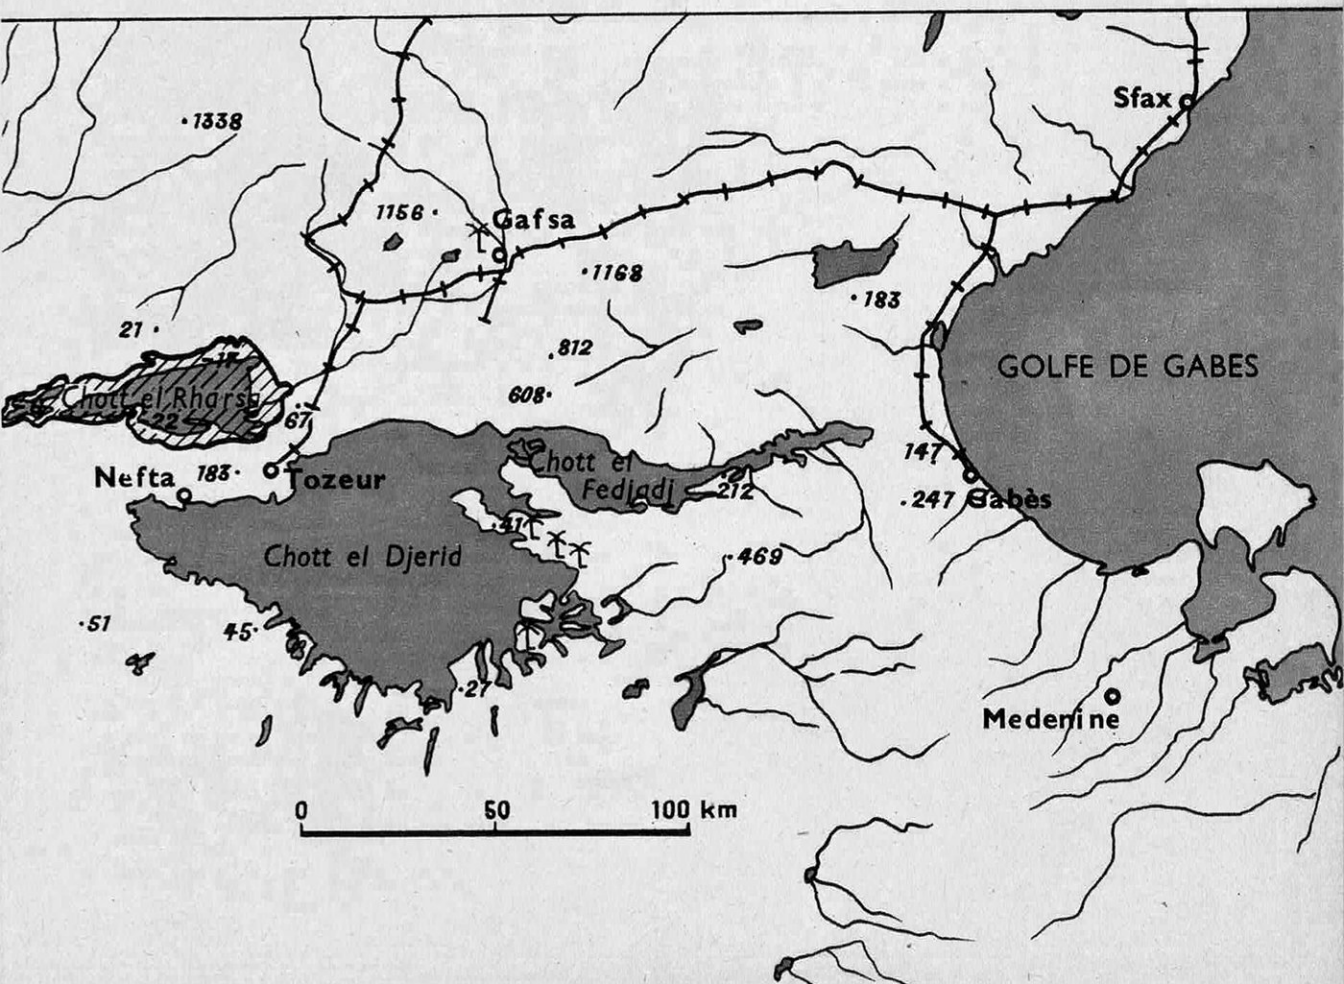 Sfax
1338
1156
Gafsa
1168
183
21
812
GOLFE DE GABES
608
Chott el Rharsa
22
67
147
Chott el
Fedjadj
Nefta
183
Tozeur
212
247
Gabès
41
Chott el Djerid
469
51
45
27
Medenine
0 50 100 km